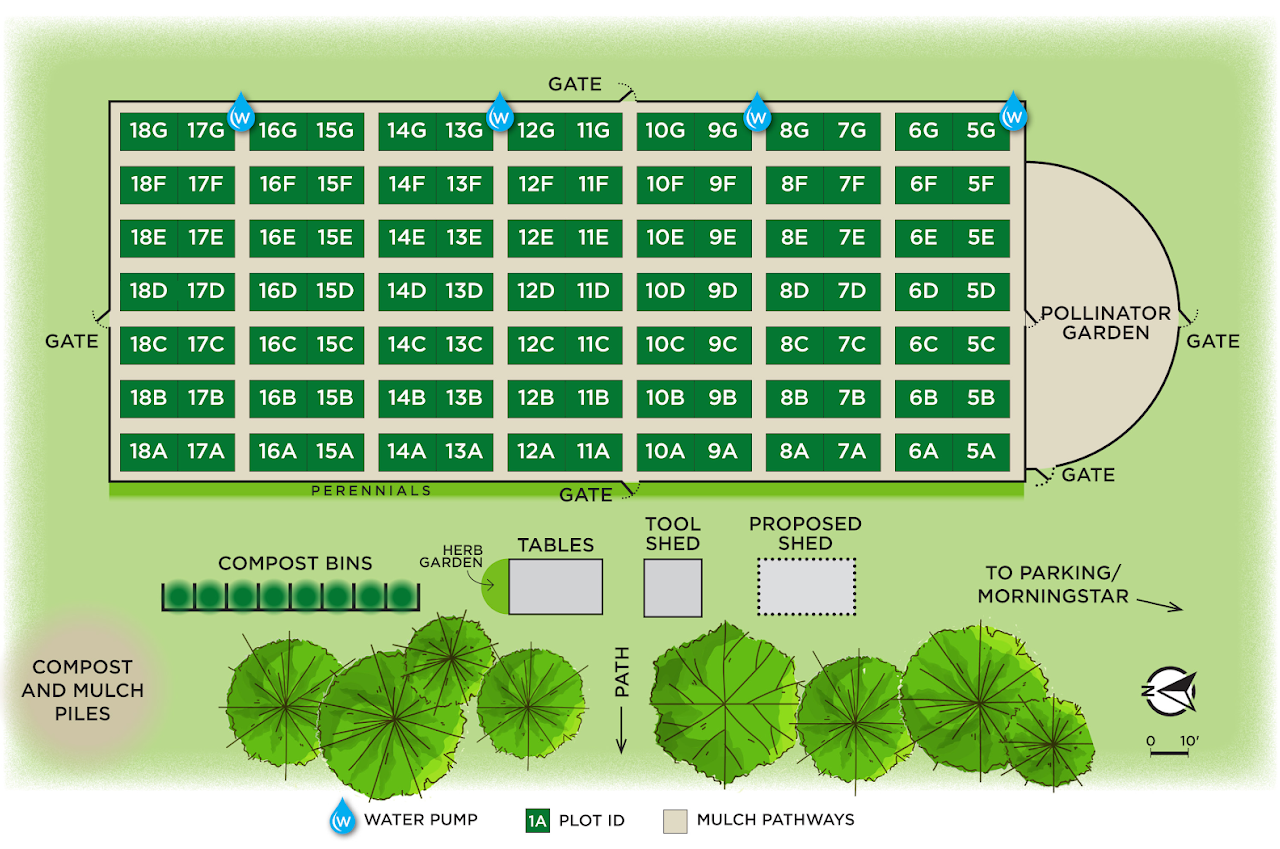 GATE
W W W W
18G 17G 16G 15G 14G 13G 12G 11G 10G 9G 8G 7G 6G 5G
18F 17F 16F 15F 14F 13F 12F 11F 10F 9F 8F 7F 6F 5F
18E 17E 16E 15E 14E 13E 12E 11E 10E 9E 8E 7E 6E 5E
18D 17D 16D 15D 14D 13D 12D 11D 10D 9D 8D 7D 6D 5D
POLLINATOR
GARDEN
GATE
GATE
18C 17C 16C 15C 14C 13C 12C 11C 10C 9C 8C 7C 6C 5C
18B 17B 16B 15B 14B 13B 12B 11B 10B 9B 8B 7B 6B 5B
18A 17A 16A 15A 14A 13A 12A 11A 10A 9A 8A 7A 6A 5A
GATE
PERENNIALS
GATE
TOOL
SHED
PROPOSED
SHED
TABLES
HERB
GARDEN
COMPOST BINS
TO PARKING/
MORNINGSTAR
COMPOST
AND MULCH
PILES
PATH
N
0 10'
W WATER PUMP
1A PLOT ID
MULCH PATHWAYS